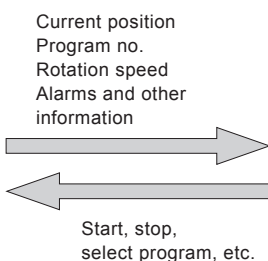 Current position
Program no.
Rotation speed
Alarms and other
information
Start, stop,
select program, etc.